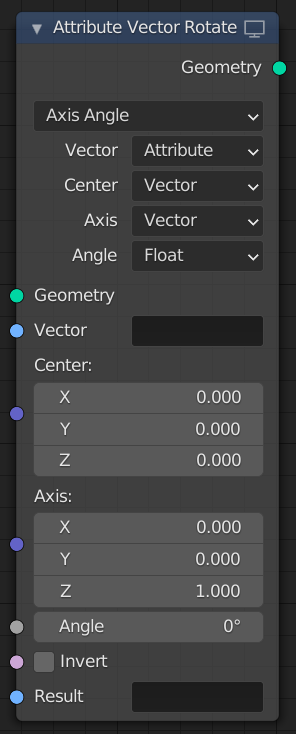 Attribute Vector Rotate
Geometry
Axis Angle
Vector Attribute
Center Vector
Axis Vector
Angle Float
Geometry
Vector
Center:
X 0.000
Y 0.000
Z 0.000
Axis:
X 0.000
Y 0.000
Z 1.000
Angle 0°
Invert
Result